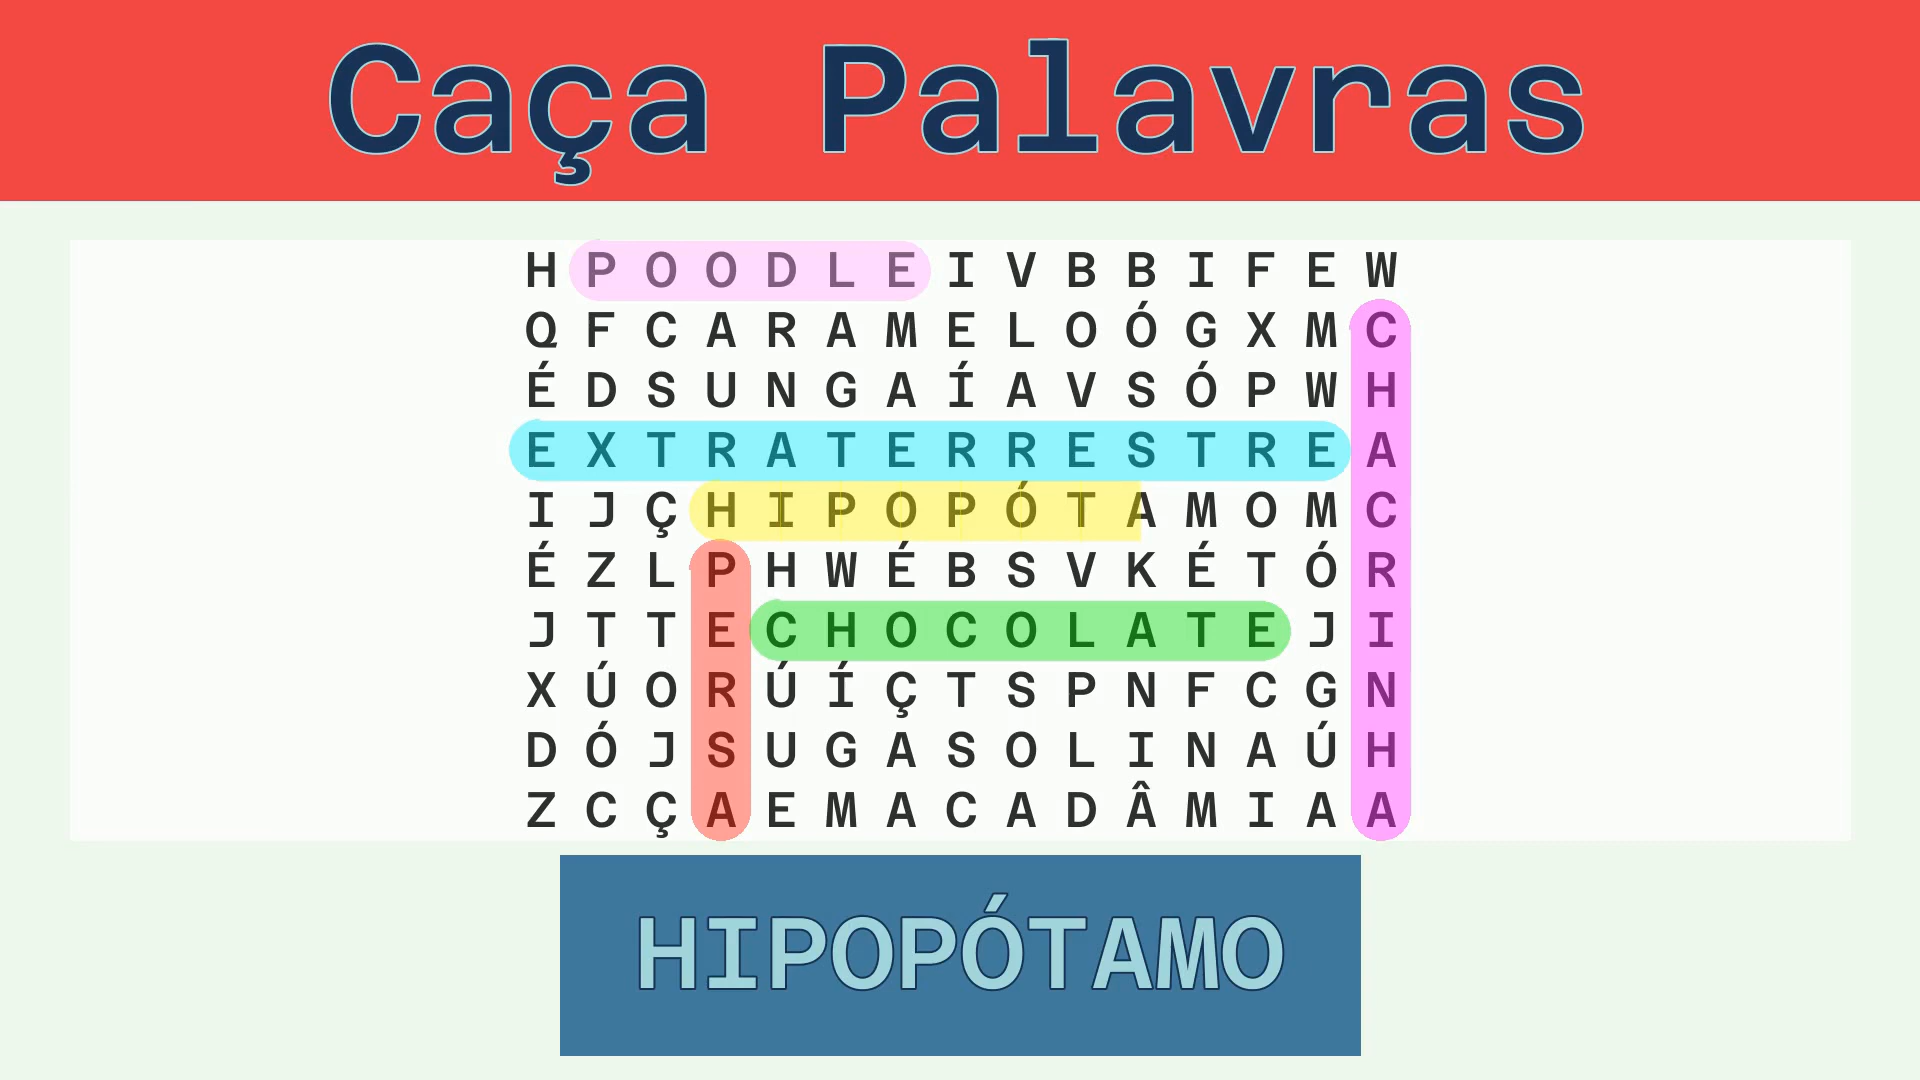 Caça Palavras
H P O O D L E I V B B I F E W
Q F C A R A M E L O Ó G X M C
É D S U N G A Í A V S Ó P W H
E X T R A T E R R E S T R E A
I J Ç H I P O P Ó T A M O M C
É Z L P H W É B S V K É T Ó R
J T T E C H O C O L A T E J I
X Ú O R Ú Í Ç T S P N F C G N
D Ó J S U G A S O L I N A Ú H
Z C Ç A E M A C A D Â M I A A
HIPOPÓTAMO